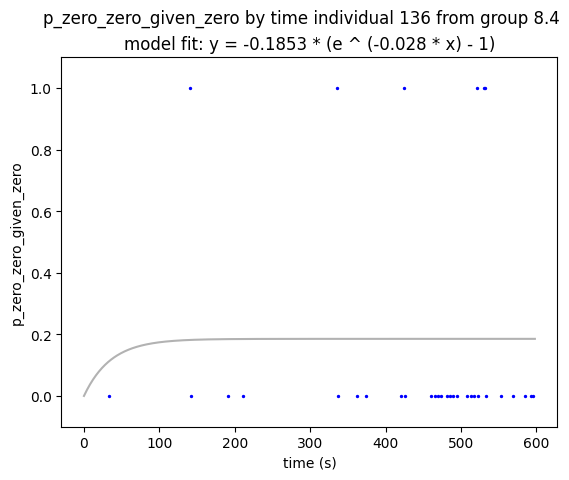 p_zero_zero_given_zero by time individual 136 from group 8.4
model fit: y = -0.1853 * (e ^ (-0.028 * x) - 1)
1.0
0.8
0.6
0.4
0.2
0.0
p_zero_zero_given_zero
0 100 200 300 400 500 600
time (s)